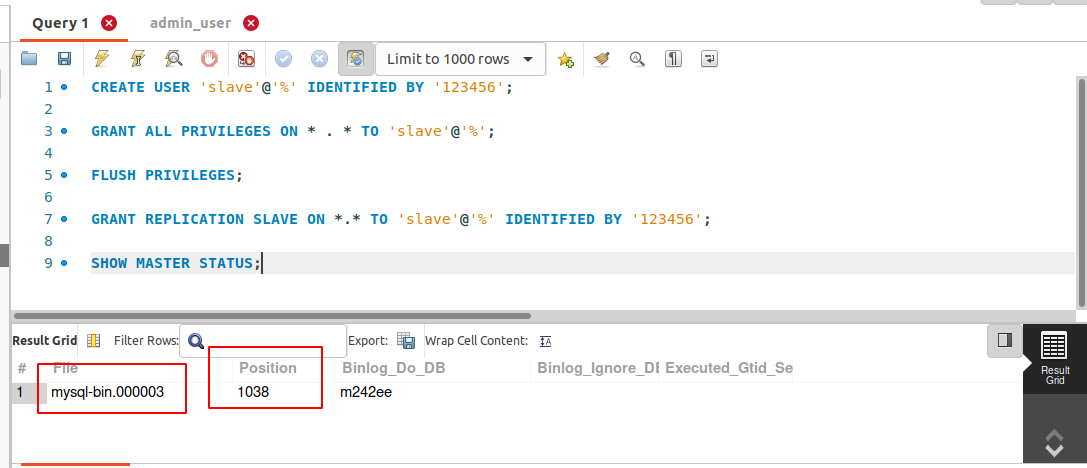 Query 1 admin_user
Limit to 1000 rows
1 CREATE USER 'slave'@'%' IDENTIFIED BY '123456';
2
3 GRANT ALL PRIVILEGES ON * . * TO 'slave'@'%';
4
5 FLUSH PRIVILEGES;
6
7 GRANT REPLICATION SLAVE ON *.* TO 'slave'@'%' IDENTIFIED BY '123456';
8
9 SHOW MASTER STATUS;
Result Grid Filter Rows: Export: Wrap Cell Content:
# File Position Binlog_Do_DB Binlog_Ignore_DB Executed_Gtid_Se
1 mysql-bin.000003 1038 m242ee
Result
Grid